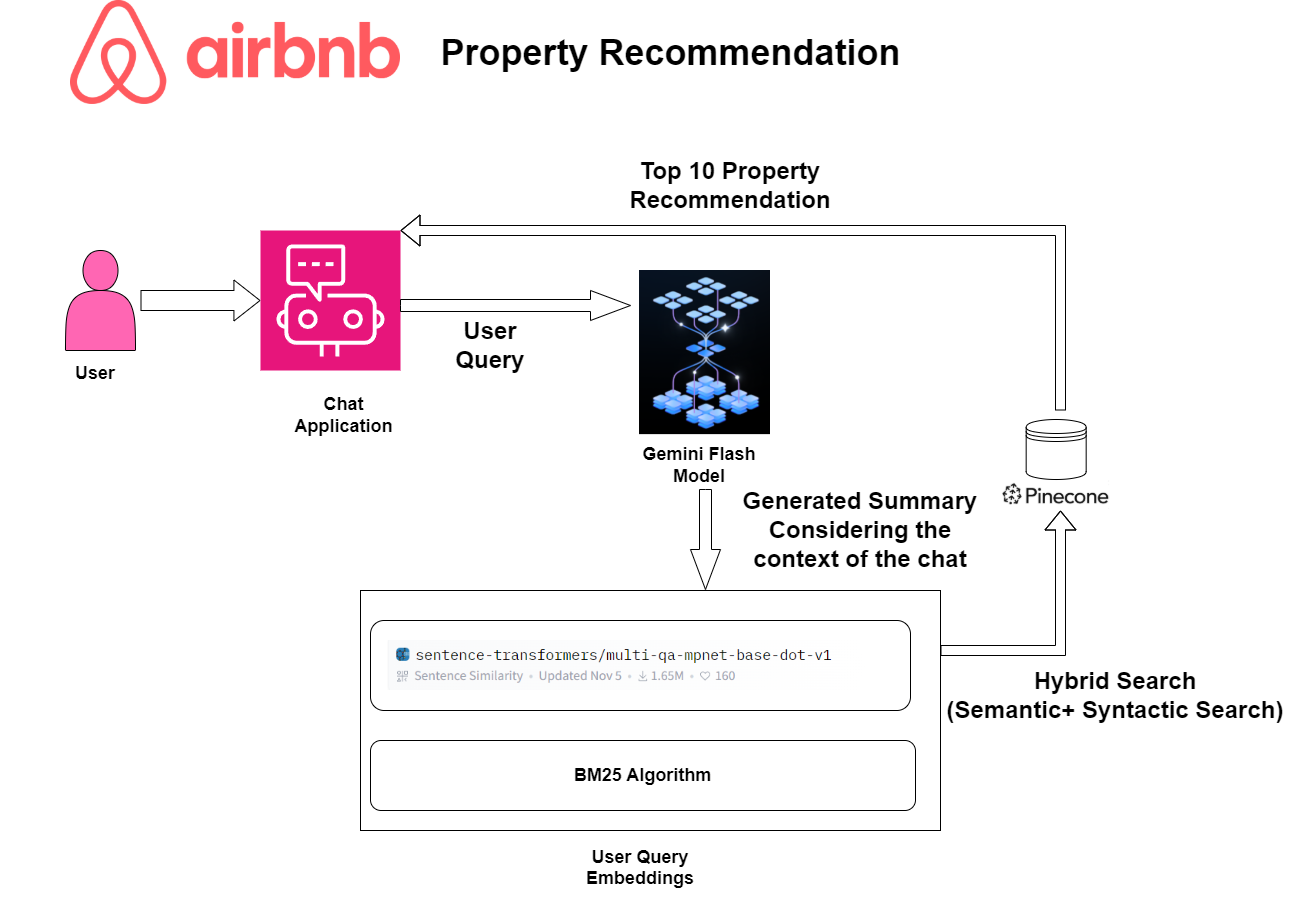 airbnb
Property Recommendation
Top 10 Property
Recommendation
User
Query
User
Chat
Application
Gemini Flash
Model
Generated Summary
Considering the
context of the chat
Pinecone
sentence-transformers/multi-qa-mpnet-base-dot-v1
Sentence Similarity • Updated Nov 5 • 1.65M • 160
Hybrid Search
(Semantic+ Syntactic Search)
BM25 Algorithm
User Query
Embeddings